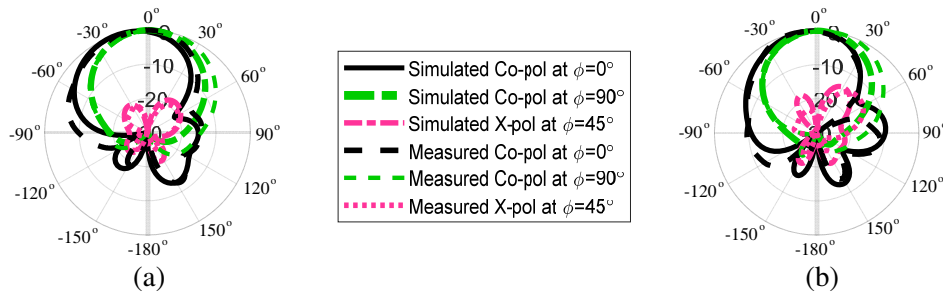 0°
-30° 30°
-60° 60°
-90° 90°
-120° 120°
-150° 150°
-180°
-10
-20
(a)
Simulated Co-pol at ϕ=0°
Simulated Co-pol at ϕ=90°
Simulated X-pol at ϕ=45°
Measured Co-pol at ϕ=0°
Measured Co-pol at ϕ=90°
Measured X-pol at ϕ=45°
0°
-30° 30°
-60° 60°
-90° 90°
-120° 120°
-150° 150°
-180°
-10
(b)